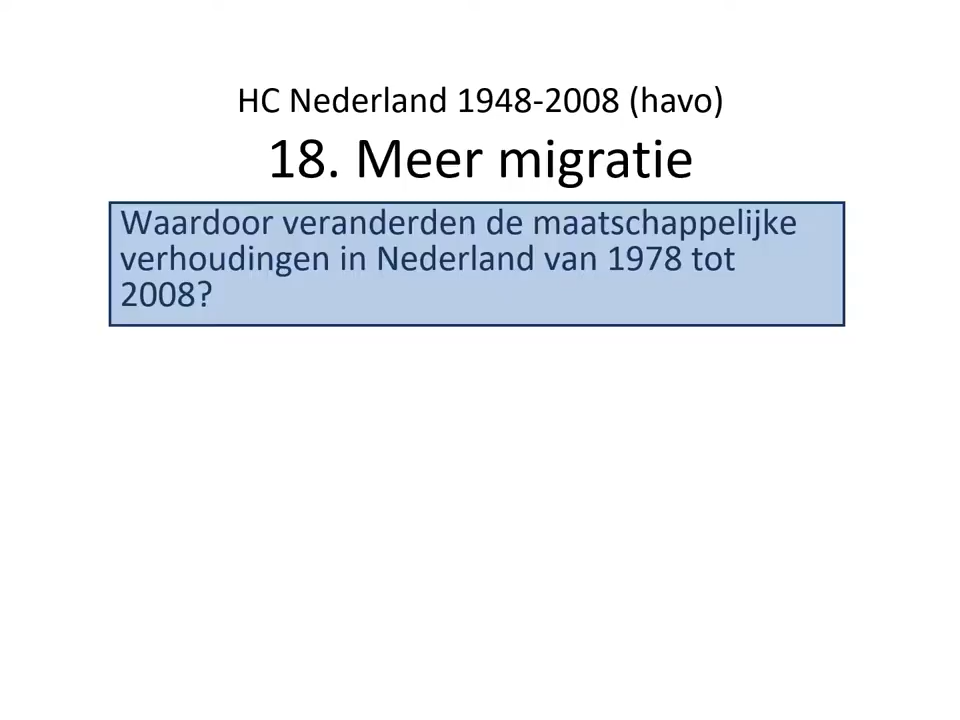 HC Nederland 1948-2008 (havo)
18. Meer migratie
Waardoor veranderden de maatschappelijke
verhoudingen in Nederland van 1978 tot
2008?